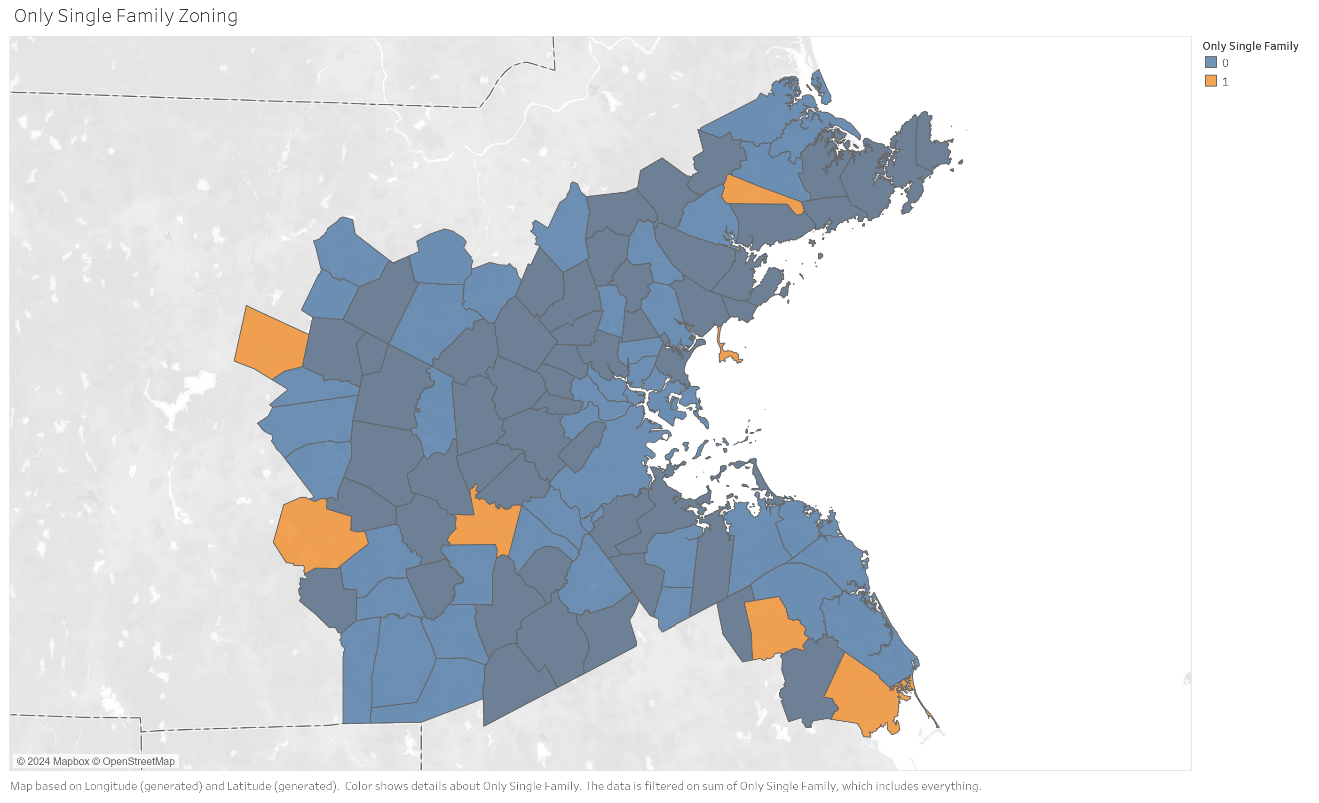 Only Single Family Zoning
Only Single Family
0
1
© 2024 Mapbox © OpenStreetMap
Map based on Longitude (generated) and Latitude (generated).  Color shows details about Only Single Family. The data is filtered on sum of Only Single Family, which includes everything.